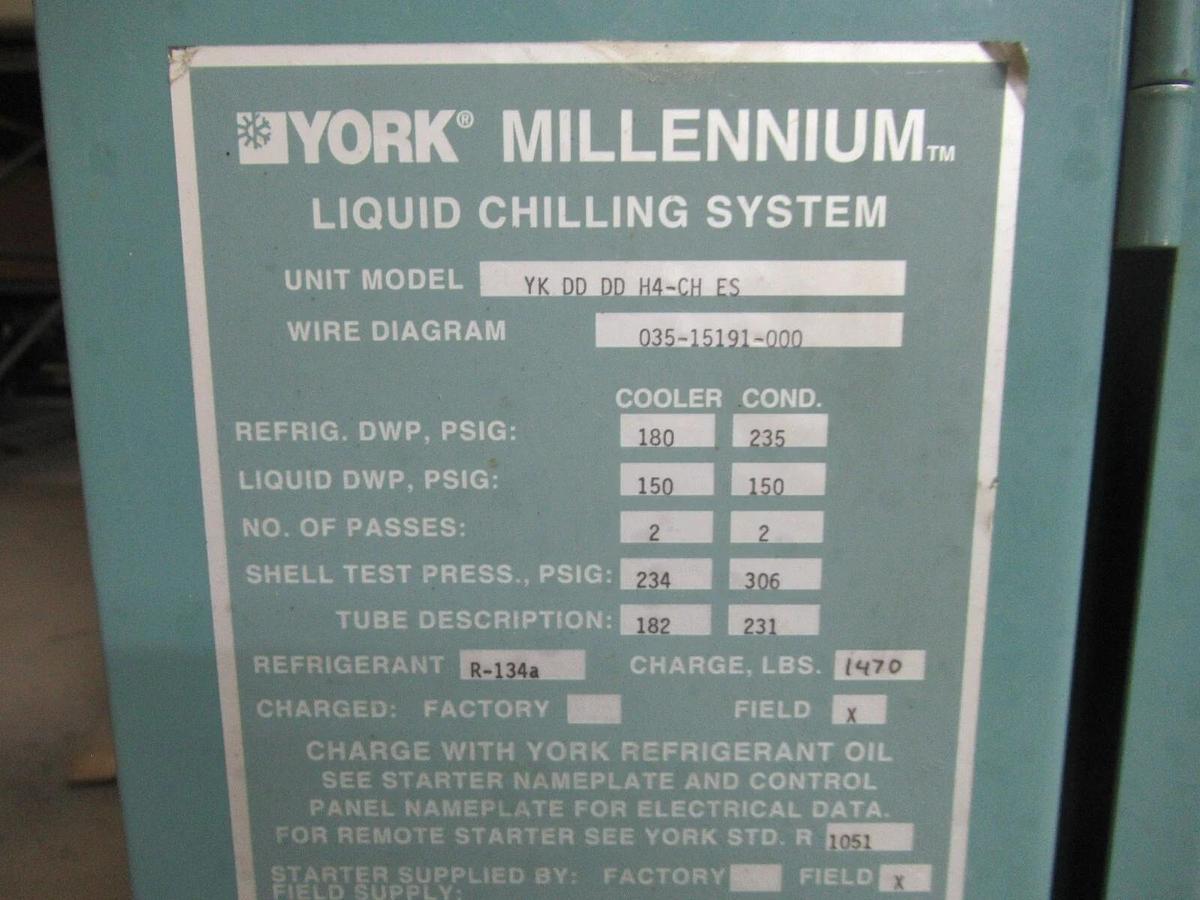 YORK® MILLENNIUM™
LIQUID CHILLING SYSTEM
UNIT MODEL YK DD DD H4-CH ES
WIRE DIAGRAM 035-15191-000
COOLER COND.
REFRIG. DWP, PSIG: 180 235
LIQUID DWP, PSIG: 150 150
NO. OF PASSES: 2 2
SHELL TEST PRESS., PSIG: 234 306
TUBE DESCRIPTION: 182 231
REFRIGERANT R-134a CHARGE, LBS. 1470
CHARGED: FACTORY FIELD X
CHARGE WITH YORK REFRIGERANT OIL
SEE STARTER NAMEPLATE AND CONTROL
PANEL NAMEPLATE FOR ELECTRICAL DATA.
FOR REMOTE STARTER SEE YORK STD. R 1051
STARTER SUPPLIED BY: FACTORY FIELD X
FIELD SUPPLY: